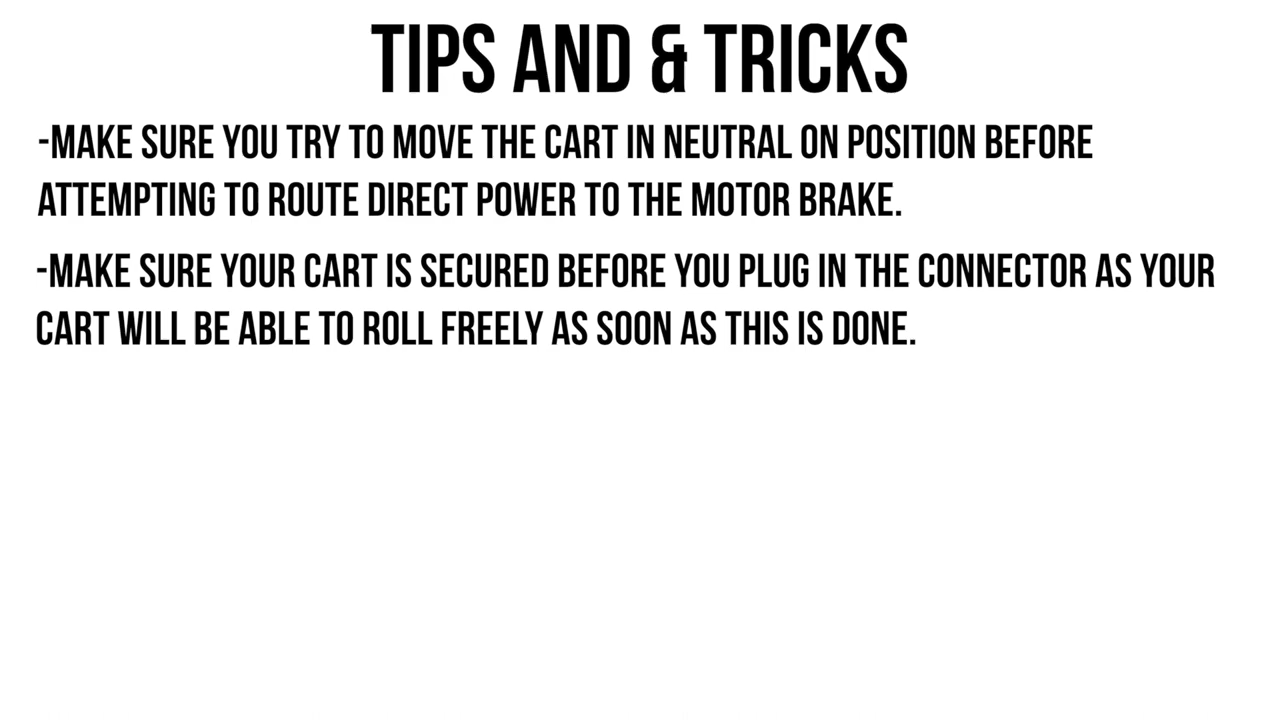 TIPS AND & TRICKS
-MAKE SURE YOU TRY TO MOVE THE CART IN NEUTRAL ON POSITION BEFORE
ATTEMPTING TO ROUTE DIRECT POWER TO THE MOTOR BRAKE.
-MAKE SURE YOUR CART IS SECURED BEFORE YOU PLUG IN THE CONNECTOR AS YOUR
CART WILL BE ABLE TO ROLL FREELY AS SOON AS THIS IS DONE.